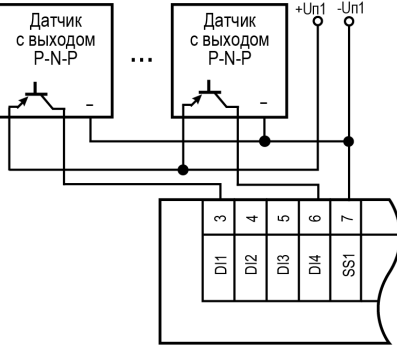 Датчик
с выходом
P-N-P
–
...
Датчик
с выходом
P-N-P
–
+Uп1
-Uп1
3
4
5
6
7
DI1
DI2
DI3
DI4
SS1